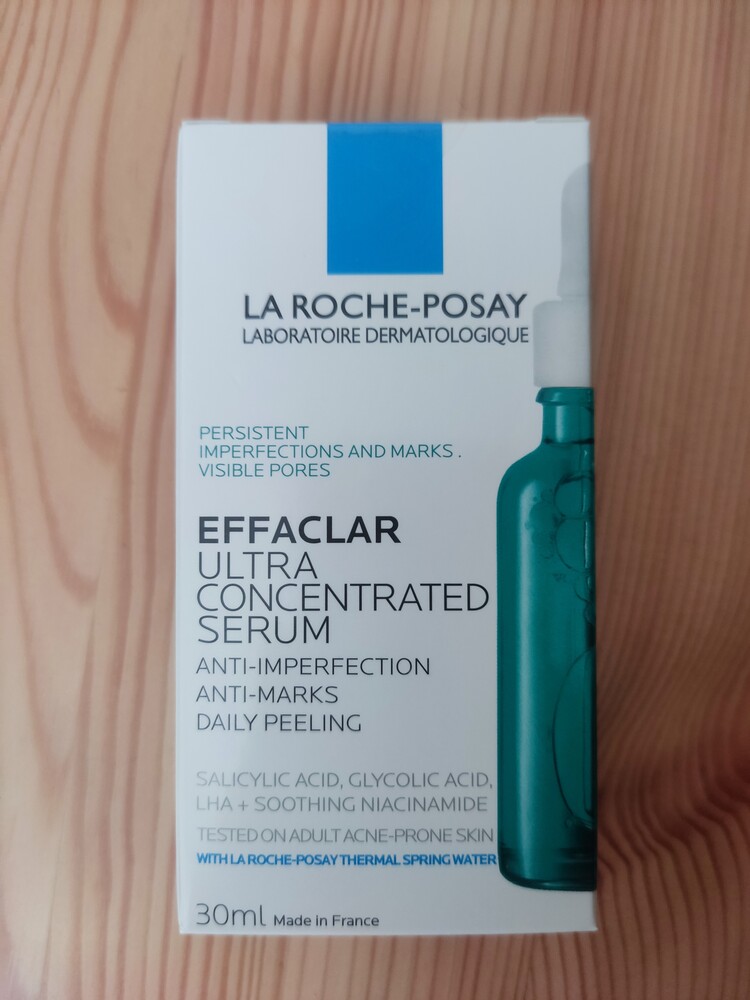 LA ROCHE-POSAY
LABORATOIRE DERMATOLOGIQUE
PERSISTENT
IMPERFECTIONS AND MARKS .
VISIBLE PORES
EFFACLAR
ULTRA
CONCENTRATED
SERUM
ANTI-IMPERFECTION
ANTI-MARKS
DAILY PEELING
SALICYLIC ACID, GLYCOLIC ACID,
LHA + SOOTHING NIACINAMIDE
TESTED ON ADULT ACNE-PRONE SKIN
WITH LA ROCHE-POSAY THERMAL SPRING WATER
30ml Made in France